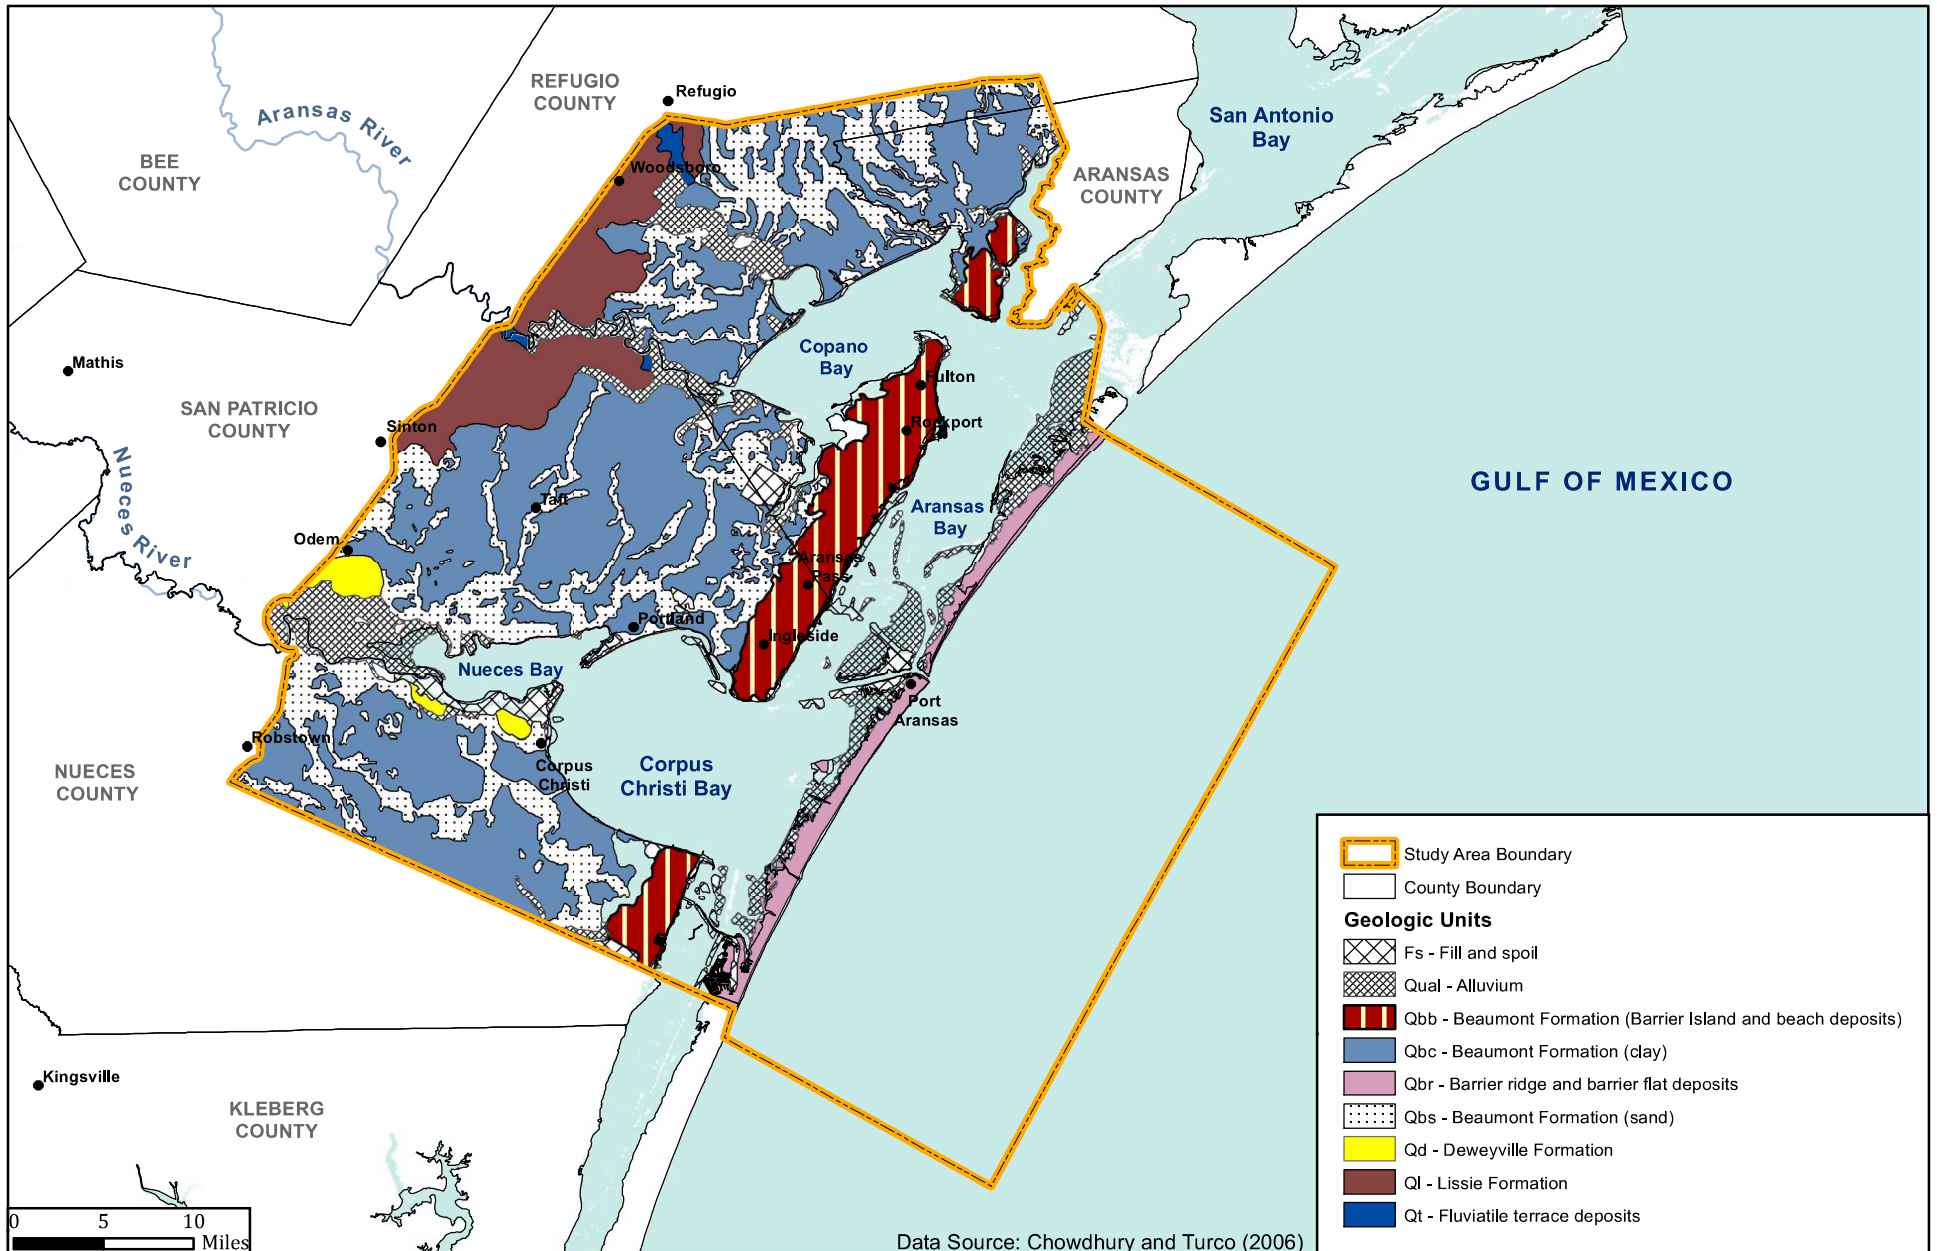 REFUGIO
COUNTY
Refugio
Aransas River
San Antonio
Bay
BEE
COUNTY
Woodsboro
ARANSAS
COUNTY
Copano
Bay
Mathis
Fulton
SAN PATRICIO
COUNTY
Sinton
Rockport
Nueces River
GULF OF MEXICO
Taft
Aransas
Bay
Odem
Aransas
Pass
Portland
Ingleside
Nueces Bay
Port
Aransas
Robstown
Corpus
Christi
Corpus
Christi Bay
NUECES
COUNTY
Study Area Boundary
County Boundary
Geologic Units
Fs - Fill and spoil
Qual - Alluvium
Qbb - Beaumont Formation (Barrier Island and beach deposits)
Qbc - Beaumont Formation (clay)
Qbr - Barrier ridge and barrier flat deposits
Qbs - Beaumont Formation (sand)
Qd - Deweyville Formation
Ql - Lissie Formation
Qt - Fluviatile terrace deposits
Kingsville
KLEBERG
COUNTY
0 5 10
Miles
Data Source: Chowdhury and Turco (2006)